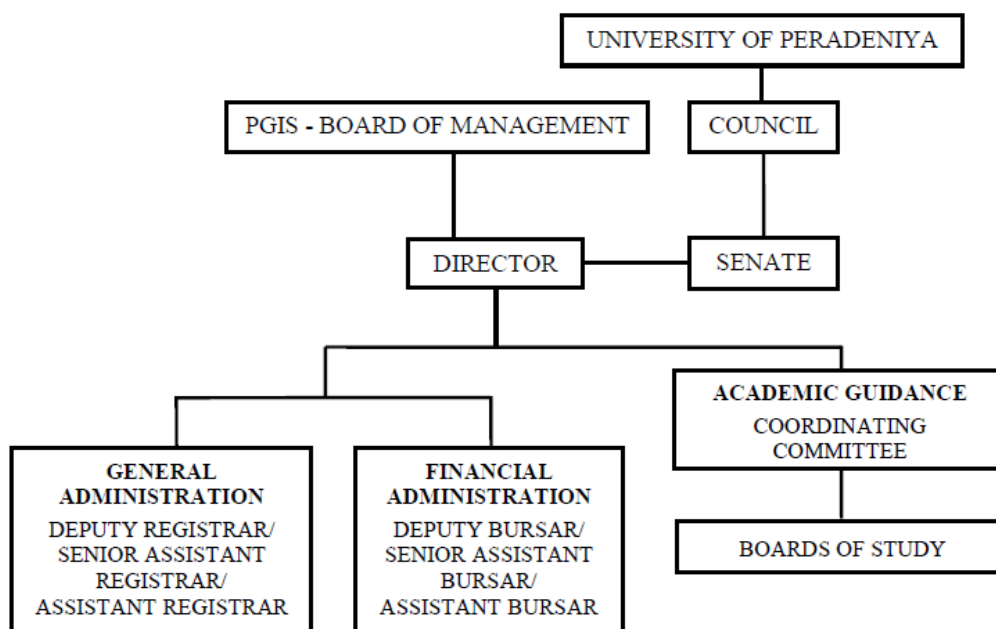 UNIVERSITY OF PERADENIYA
PGIS - BOARD OF MANAGEMENT
COUNCIL
DIRECTOR
SENATE
ACADEMIC GUIDANCE
COORDINATING
COMMITTEE
GENERAL
ADMINISTRATION
DEPUTY REGISTRAR/
SENIOR ASSISTANT
REGISTRAR/
ASSISTANT REGISTRAR
FINANCIAL
ADMINISTRATION
DEPUTY BURSAR/
SENIOR ASSISTANT
BURSAR/
ASSISTANT BURSAR
BOARDS OF STUDY